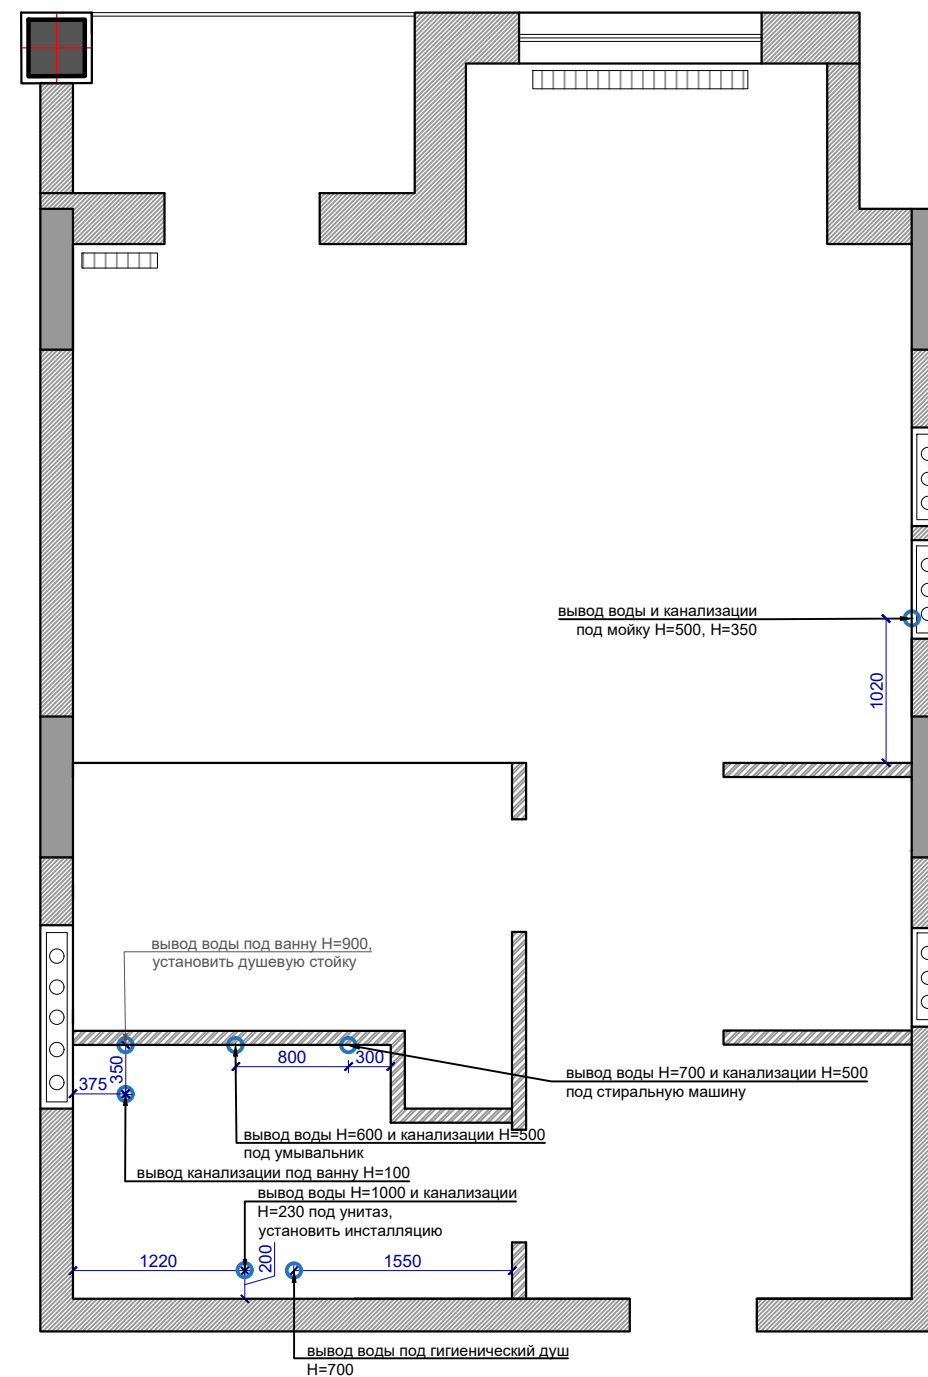 вывод воды и канализации
под мойку H=500, H=350
1020
вывод воды под ванну H=900,
установить душевую стойку
800
300
350
375
вывод воды H=700 и канализации H=500
под стиральную машину
вывод воды H=600 и канализации H=500
под умывальник
вывод канализации под ванну H=100
вывод воды H=1000 и канализации
H=230 под унитаз,
установить инсталляцию
1220
200
1550
вывод воды под гигиенический душ
H=700